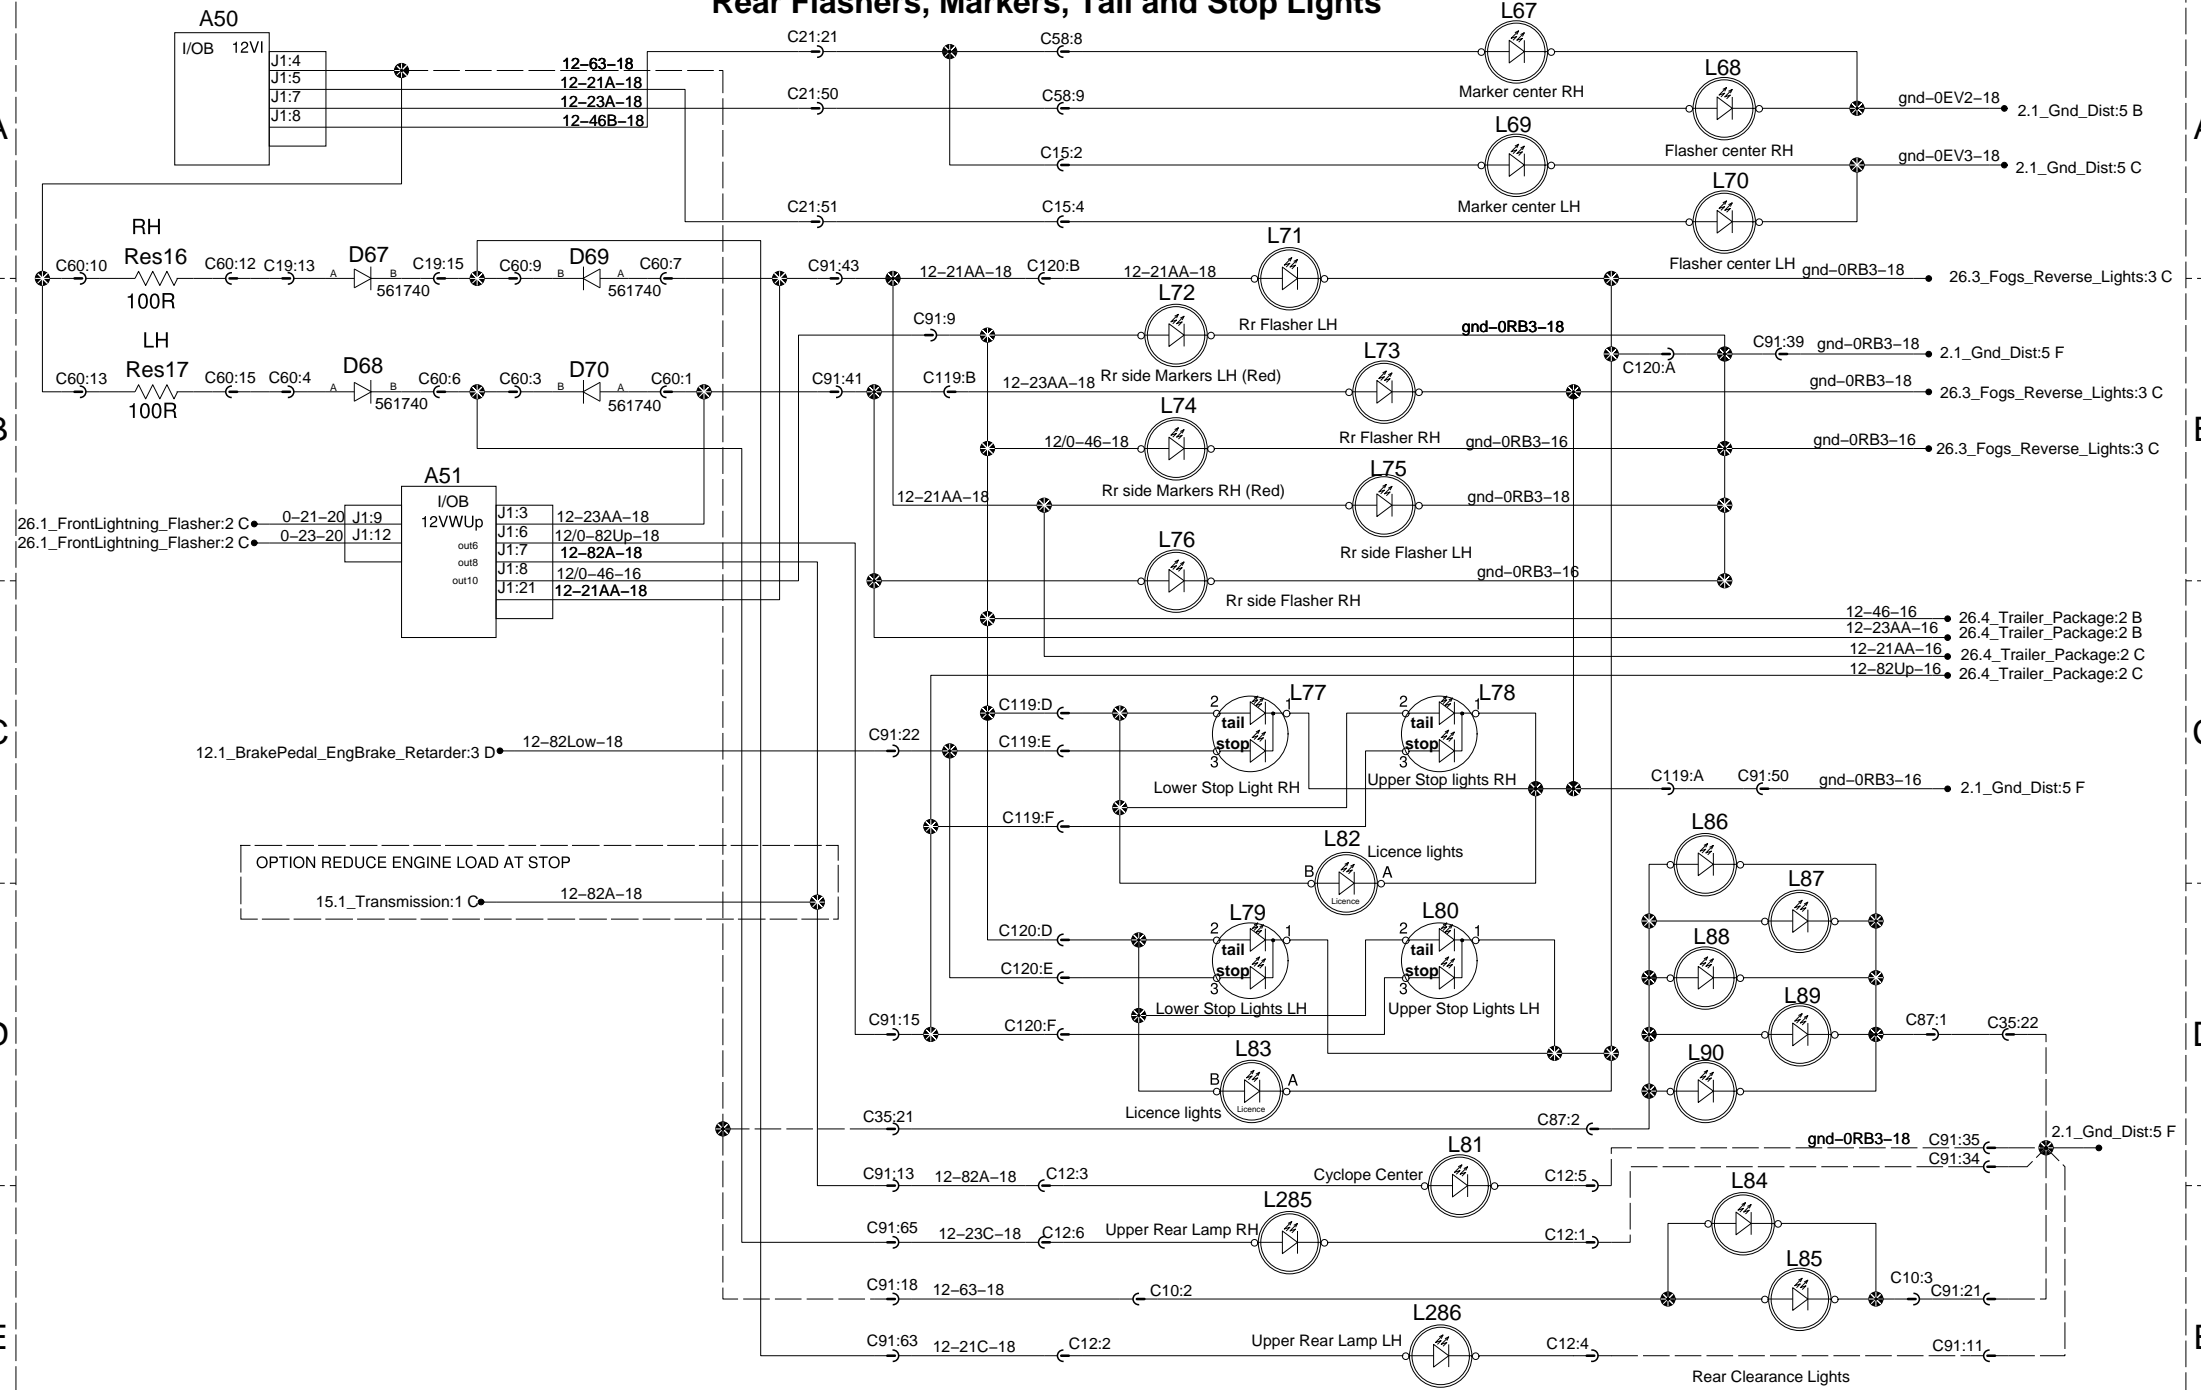 Rear Flashers, Markers, Tail and Stop Lights
A50
I/OB 12VI
J1:4
J1:5
J1:7
J1:8
12-63-18
12-21A-18
12-23A-18
12-46B-18
C21:21
C58:8
L67
Marker center RH
L68
C21:50
C58:9
Flasher center RH
gnd-0EV2-18
2.1_Gnd_Dist:5 B
L69
C15:2
Marker center LH
gnd-0EV3-18
2.1_Gnd_Dist:5 C
L70
C21:51
C15:4
Flasher center LH
A
A
RH
Res16
100R
C60:10
C60:12
C19:13
D67
A
B
561740
C19:15
C60:9
D69
B
A
561740
C60:7
C91:43
12-21AA-18
C120:B
12-21AA-18
L71
Rr Flasher LH
gnd-0RB3-18
26.3_Fogs_Reverse_Lights:3 C
C91:9
L72
Rr side Markers LH (Red)
gnd-0RB3-18
C120:A
C91:39
gnd-0RB3-18
2.1_Gnd_Dist:5 F
LH
Res17
100R
C60:13
C60:15
C60:4
D68
A
B
561740
C60:6
C60:3
D70
B
A
561740
C60:1
C91:41
C119:B
12-23AA-18
L73
Rr Flasher RH
gnd-0RB3-18
26.3_Fogs_Reverse_Lights:3 C
B
12/0-46-18
L74
Rr side Markers RH (Red)
gnd-0RB3-16
gnd-0RB3-16
26.3_Fogs_Reverse_Lights:3 C
12-21AA-18
L75
Rr side Flasher LH
gnd-0RB3-18
L76
Rr side Flasher RH
gnd-0RB3-16
A51
I/OB
12VWUp
out6
out8
out10
26.1_FrontLightning_Flasher:2 C
0-21-20
J1:9
26.1_FrontLightning_Flasher:2 C
0-23-20
J1:12
J1:3
J1:6
J1:7
J1:8
J1:21
12-23AA-18
12/0-82Up-18
12-82A-18
12/0-46-16
12-21AA-18
12-46-16
26.4_Trailer_Package:2 B
12-23AA-16
26.4_Trailer_Package:2 B
12-21AA-16
26.4_Trailer_Package:2 C
12-82Up-16
26.4_Trailer_Package:2 C
C
12.1_BrakePedal_EngBrake_Retarder:3 D
12-82Low-18
C91:22
C119:D
C119:E
L77
2
1
tail
stop
3
Lower Stop Light RH
L78
2
1
tail
stop
3
Upper Stop lights RH
C119:A
C91:50
gnd-0RB3-16
2.1_Gnd_Dist:5 F
C119:F
L82
Licence lights
B
A
Licence
OPTION REDUCE ENGINE LOAD AT STOP
15.1_Transmission:1 C
12-82A-18
C120:D
C120:E
L79
2
1
tail
stop
3
Lower Stop Lights LH
L80
2
1
tail
stop
3
Upper Stop Lights LH
C91:15
C120:F
L83
B
A
Licence
Licence lights
L86
L87
L88
L89
L90
C87:1
C35:22
D
C35:21
C87:2
2.1_Gnd_Dist:5 F
C91:13
12-82A-18
C12:3
Cyclope Center
L81
C12:5
gnd-0RB3-18
C91:35
C91:34
C91:65
12-23C-18
C12:6
Upper Rear Lamp RH
L285
C12:1
L84
L85
C91:18
12-63-18
C10:2
C10:3
C91:21
C91:63
12-21C-18
C12:2
Upper Rear Lamp LH
L286
C12:4
C91:11
Rear Clearance Lights
E